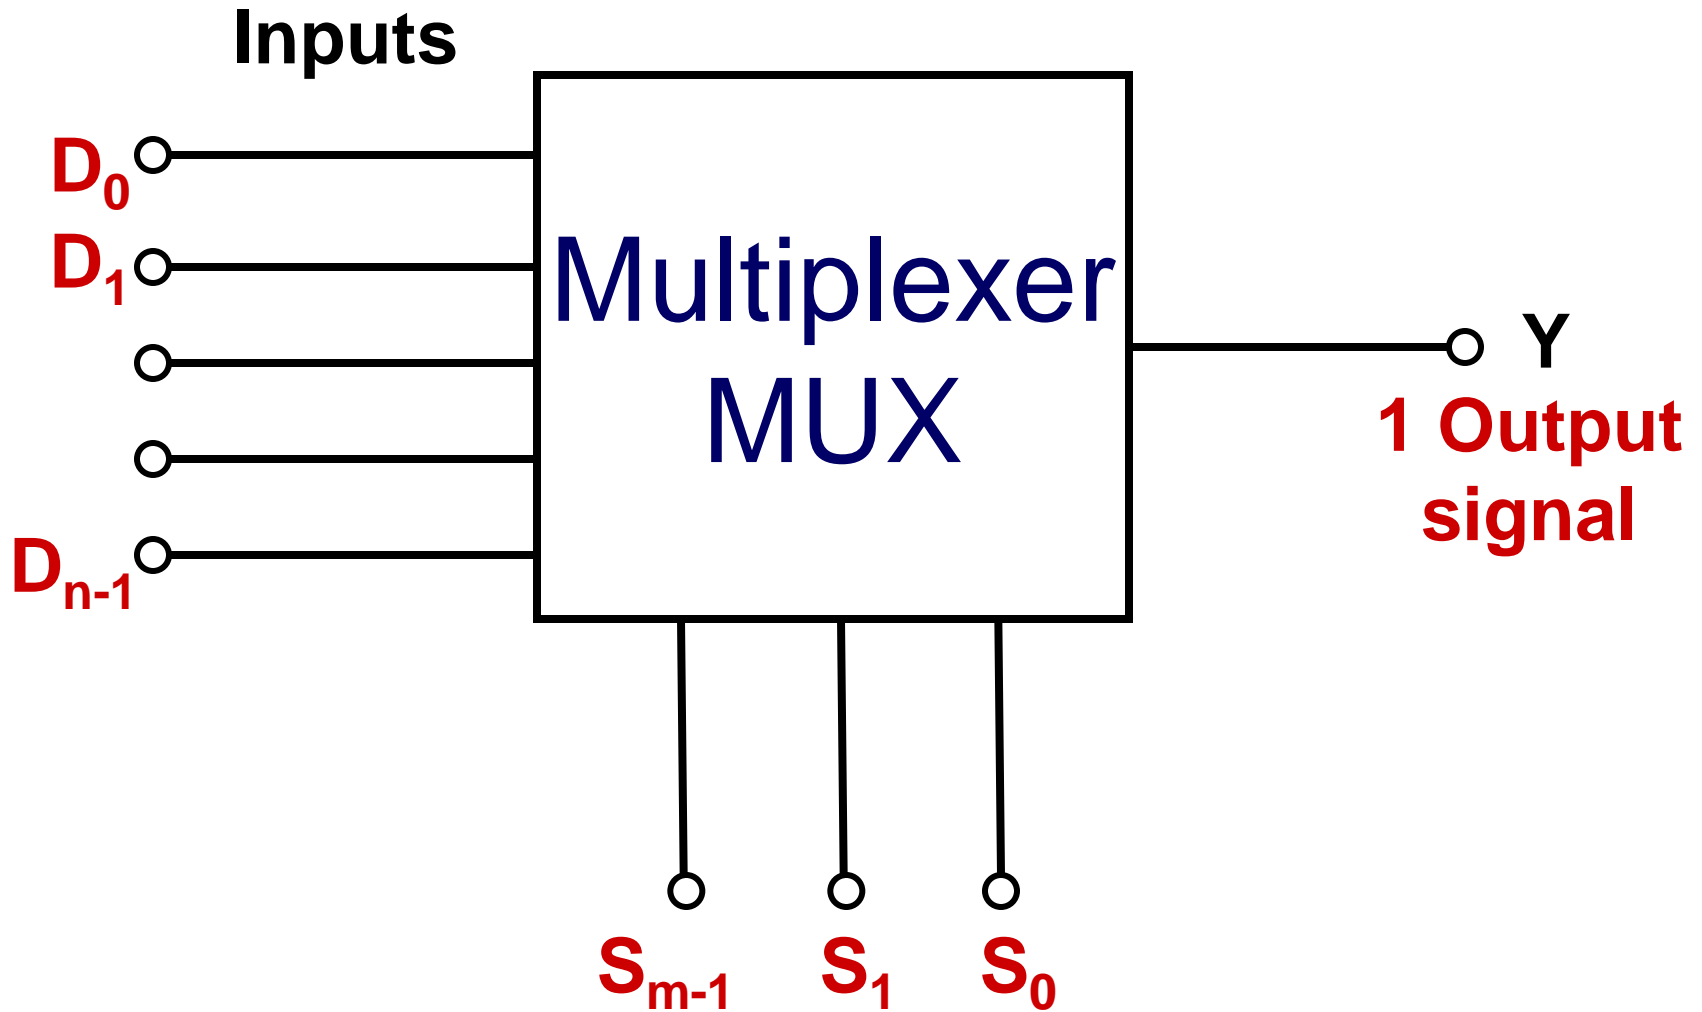 Inputs
D₀
D₁
Dₙ₋₁
Multiplexer
MUX
Y
1 Output
signal
Sₘ₋₁ S₁ S₀